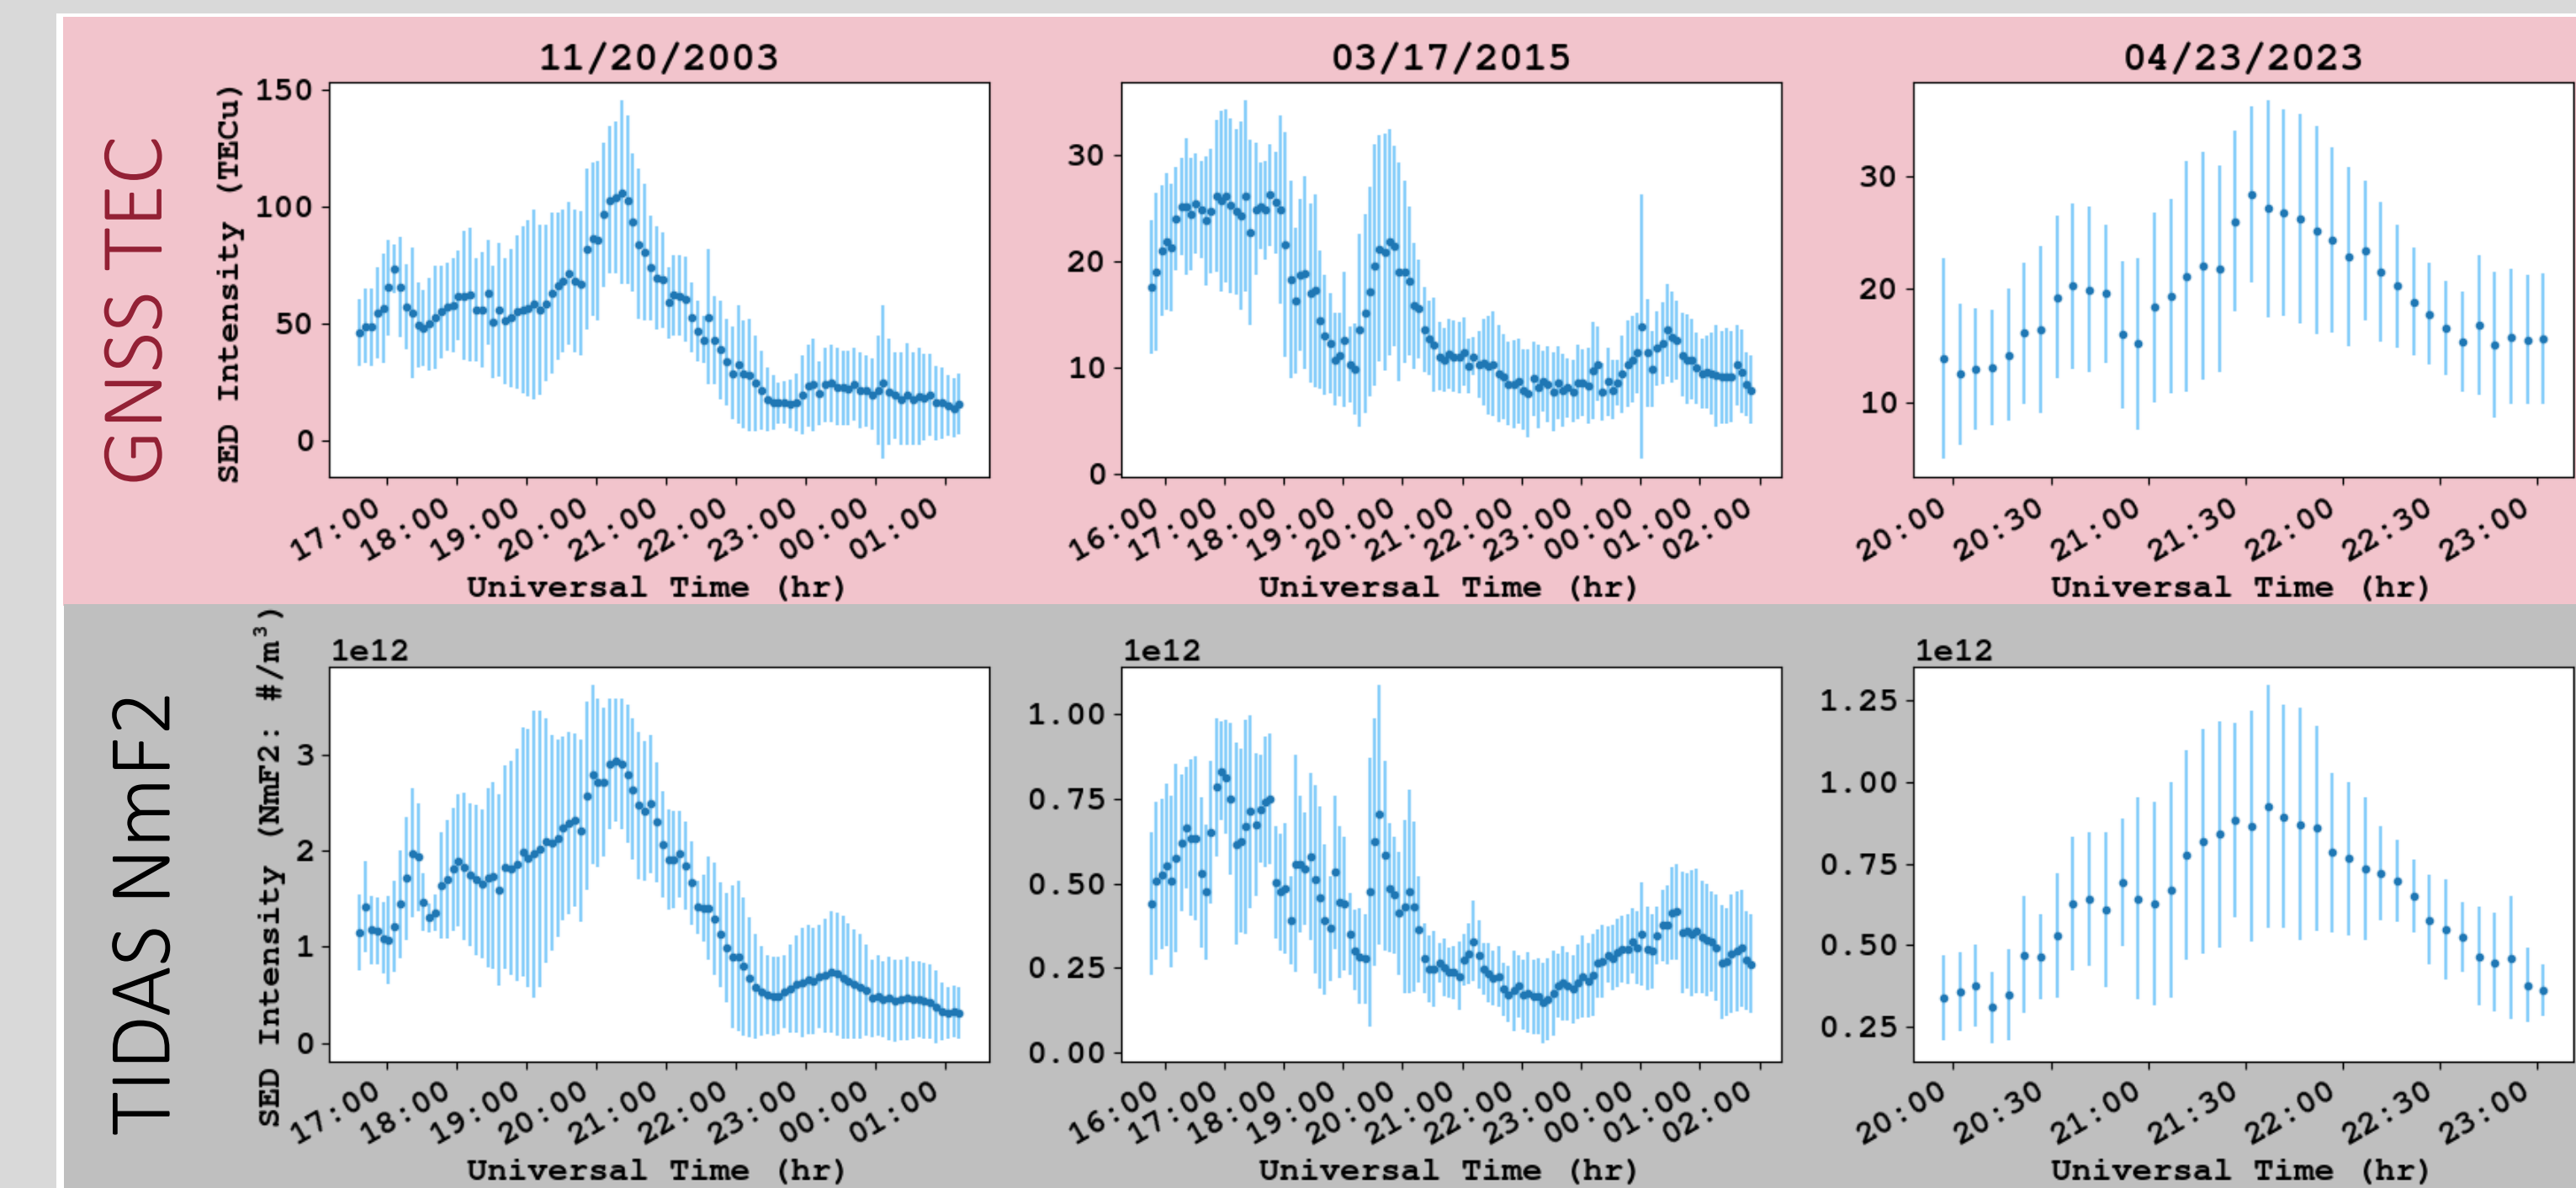 GNSS TEC
SED Intensity (TECu)
11/20/2003
150
100
50
0
17:00 18:00 19:00 20:00 21:00 22:00 23:00 00:00 01:00
Universal Time (hr)
03/17/2015
30
20
10
0
16:00 17:00 18:00 19:00 20:00 21:00 22:00 23:00 00:00 01:00 02:00
Universal Time (hr)
04/23/2023
30
20
10
20:00 20:30 21:00 21:30 22:00 22:30 23:00
Universal Time (hr)
TIDAS NmF2
SED Intensity (NmF2: #/m³)
1e12
3
2
1
0
17:00 18:00 19:00 20:00 21:00 22:00 23:00 00:00 01:00
Universal Time (hr)
1e12
1.00
0.75
0.50
0.25
0.00
16:00 17:00 18:00 19:00 20:00 21:00 22:00 23:00 00:00 01:00 02:00
Universal Time (hr)
1e12
1.25
1.00
0.75
0.50
0.25
20:00 20:30 21:00 21:30 22:00 22:30 23:00
Universal Time (hr)